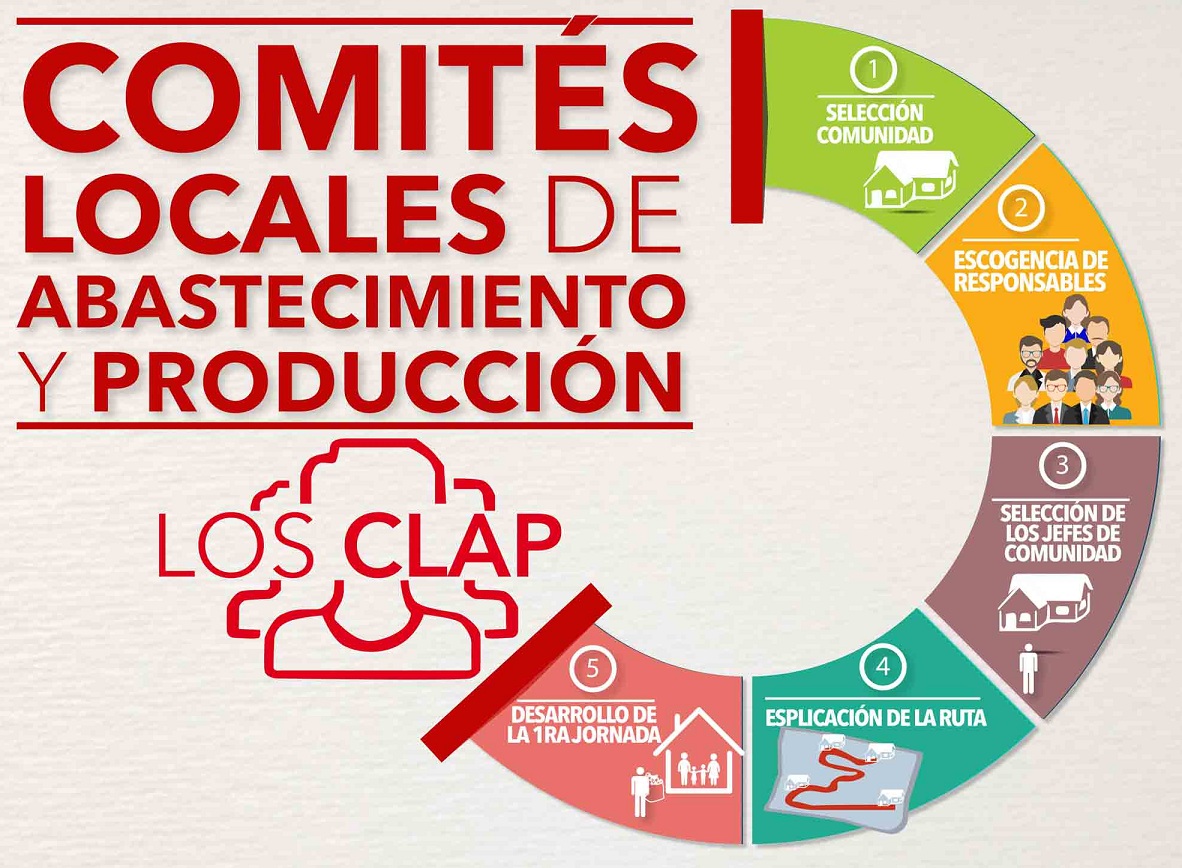 COMITÉS
LOCALES DE
ABASTECIMIENTO
Y PRODUCCIÓN
LOS CLAP
1
SELECCIÓN
COMUNIDAD
2
ESCOGENCIA DE
RESPONSABLES
3
SELECCIÓN DE
LOS JEFES DE
COMUNIDAD
4
ESPLICACIÓN DE LA RUTA
5
DESARROLLO DE
LA 1RA JORNADA